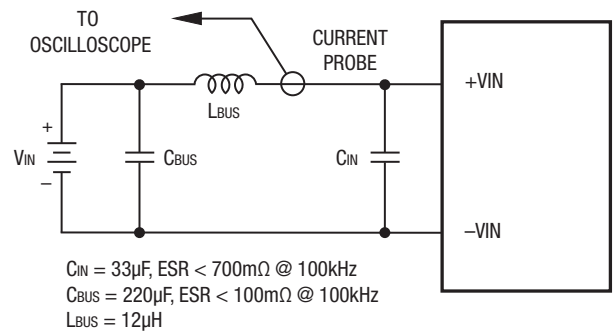 TO
OSCILLOSCOPE
CURRENT
PROBE
+VIN
LBUS
+
VIN
–
CBUS
CIN
–VIN
CIN = 33μF, ESR < 700mΩ @ 100kHz
CBUS = 220μF, ESR < 100mΩ @ 100kHz
LBUS = 12μH